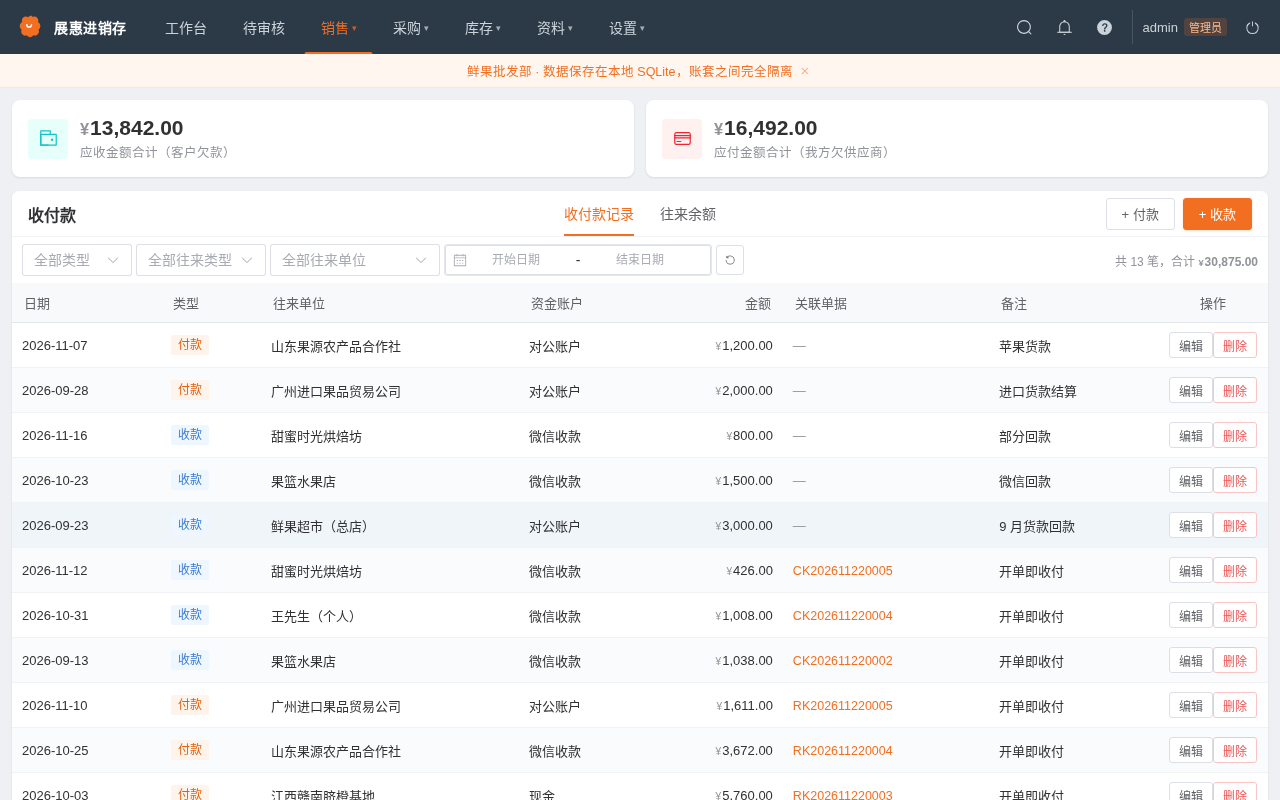 展惠进销存 工作台 待审核 销售▾ 采购▾ 库存▾ 资料▾ 设置▾ ? admin 管理员
鲜果批发部 · 数据保存在本地 SQLite，账套之间完全隔离 ×
¥13,842.00
应收金额合计（客户欠款）
¥16,492.00
应付金额合计（我方欠供应商）
收付款 收付款记录 往来余额 + 付款 + 收款
全部类型 全部往来类型 全部往来单位 开始日期 - 结束日期 共 13 笔，合计 ¥30,875.00
日期 类型 往来单位 资金账户 金额 关联单据 备注 操作
2026-11-07 付款 山东果源农产品合作社 对公账户 ¥1,200.00 — 苹果货款 编辑 删除
2026-09-28 付款 广州进口果品贸易公司 对公账户 ¥2,000.00 — 进口货款结算 编辑 删除
2026-11-16 收款 甜蜜时光烘焙坊 微信收款 ¥800.00 — 部分回款 编辑 删除
2026-10-23 收款 果篮水果店 微信收款 ¥1,500.00 — 微信回款 编辑 删除
2026-09-23 收款 鲜果超市（总店） 对公账户 ¥3,000.00 — 9 月货款回款 编辑 删除
2026-11-12 收款 甜蜜时光烘焙坊 微信收款 ¥426.00 CK202611220005 开单即收付 编辑 删除
2026-10-31 收款 王先生（个人） 微信收款 ¥1,008.00 CK202611220004 开单即收付 编辑 删除
2026-09-13 收款 果篮水果店 微信收款 ¥1,038.00 CK202611220002 开单即收付 编辑 删除
2026-11-10 付款 广州进口果品贸易公司 对公账户 ¥1,611.00 RK202611220005 开单即收付 编辑 删除
2026-10-25 付款 山东果源农产品合作社 微信收款 ¥3,672.00 RK202611220004 开单即收付 编辑 删除
2026-10-03 付款 江西赣南脐橙基地 现金 ¥5,760.00 RK202611220003 开单即收付 编辑 删除